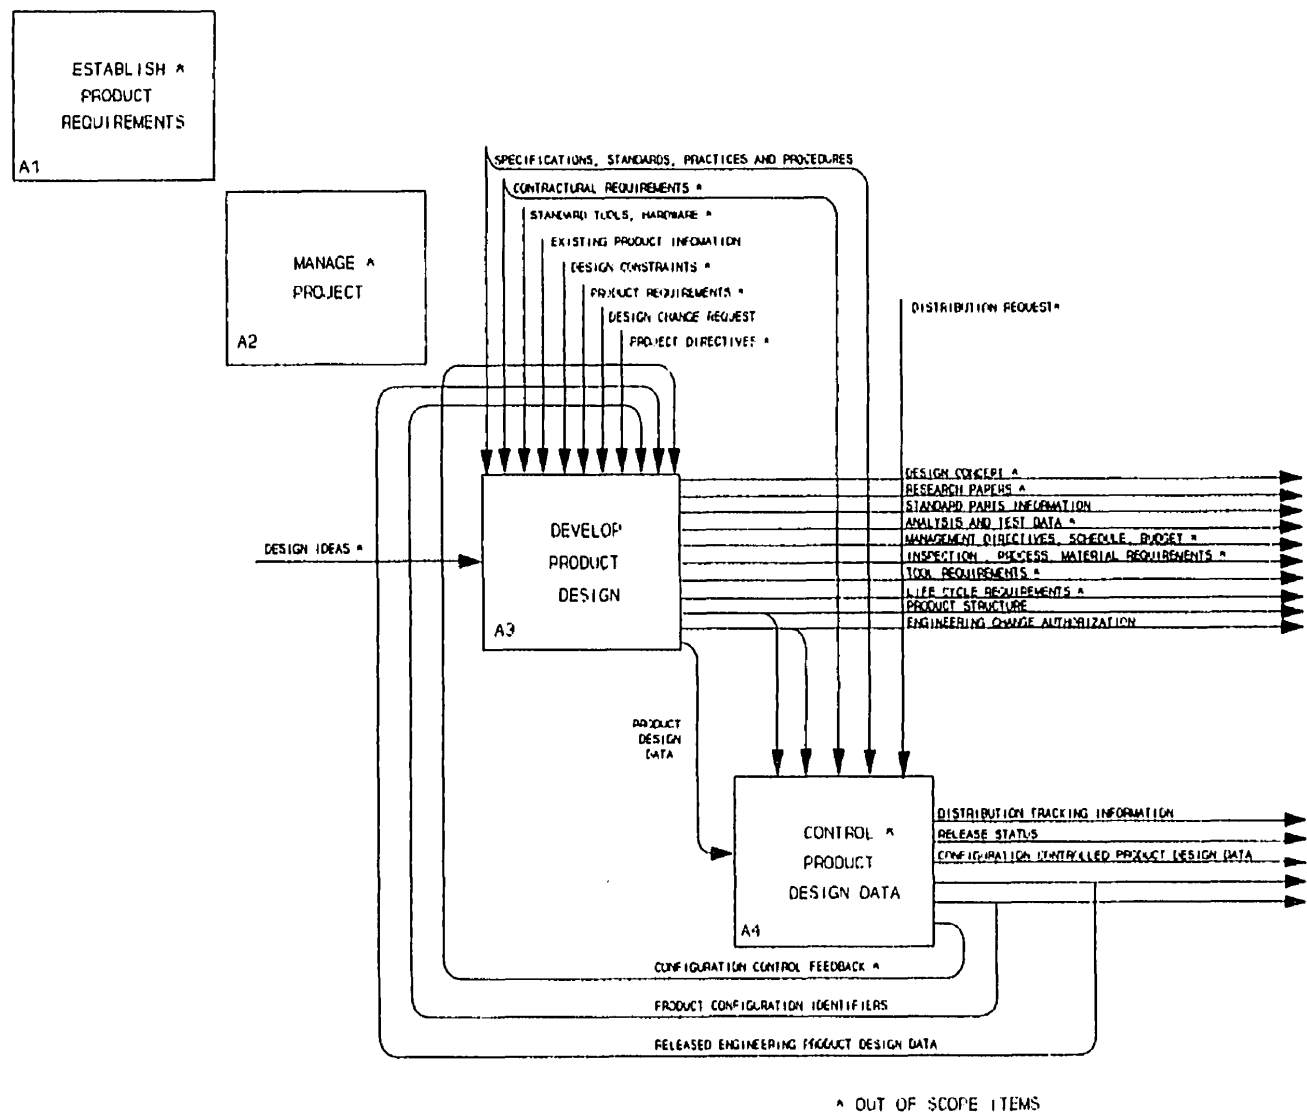 ESTABLISH *
PRODUCT
REQUIREMENTS
A1
MANAGE *
PROJECT
A2
SPECIFICATIONS, STANDARDS, PRACTICES AND PROCEDURES
CONTRACTURAL REQUIREMENTS *
STANDARD TOOLS, HARDWARE *
EXISTING PRODUCT INFOMATION
DESIGN CONSTRAINTS *
PRODUCT REQUIREMENTS *
DESIGN CHANGE REQUEST
PROJECT DIRECTIVES *
DISTRIBUTION REQUEST*
DESIGN IDEAS *
DEVELOP
PRODUCT
DESIGN
A3
DESIGN CONCEPT *
RESEARCH PAPERS *
STANDARD PARTS INFORMATION
ANALYSIS AND TEST DATA *
MANAGEMENT DIRECTIVES, SCHEDULE, BUDGET *
INSPECTION , PROCESS, MATERIAL REQUIREMENTS *
TOOL REQUIREMENTS *
LIFE CYCLE REQUIREMENTS *
PRODUCT STRUCTURE
ENGINEERING CHANGE AUTHORIZATION
PRODUCT
DESIGN
DATA
CONTROL *
PRODUCT
DESIGN DATA
A4
DISTRIBUTION TRACKING INFORMATION
RELEASE STATUS
CONFIGURATION CONTROLLED PRODUCT DESIGN DATA
CONFIGURATION CONTROL FEEDBACK *
PRODUCT CONFIGURATION IDENTIFIERS
RELEASED ENGINEERING PRODUCT DESIGN DATA
* OUT OF SCOPE ITEMS